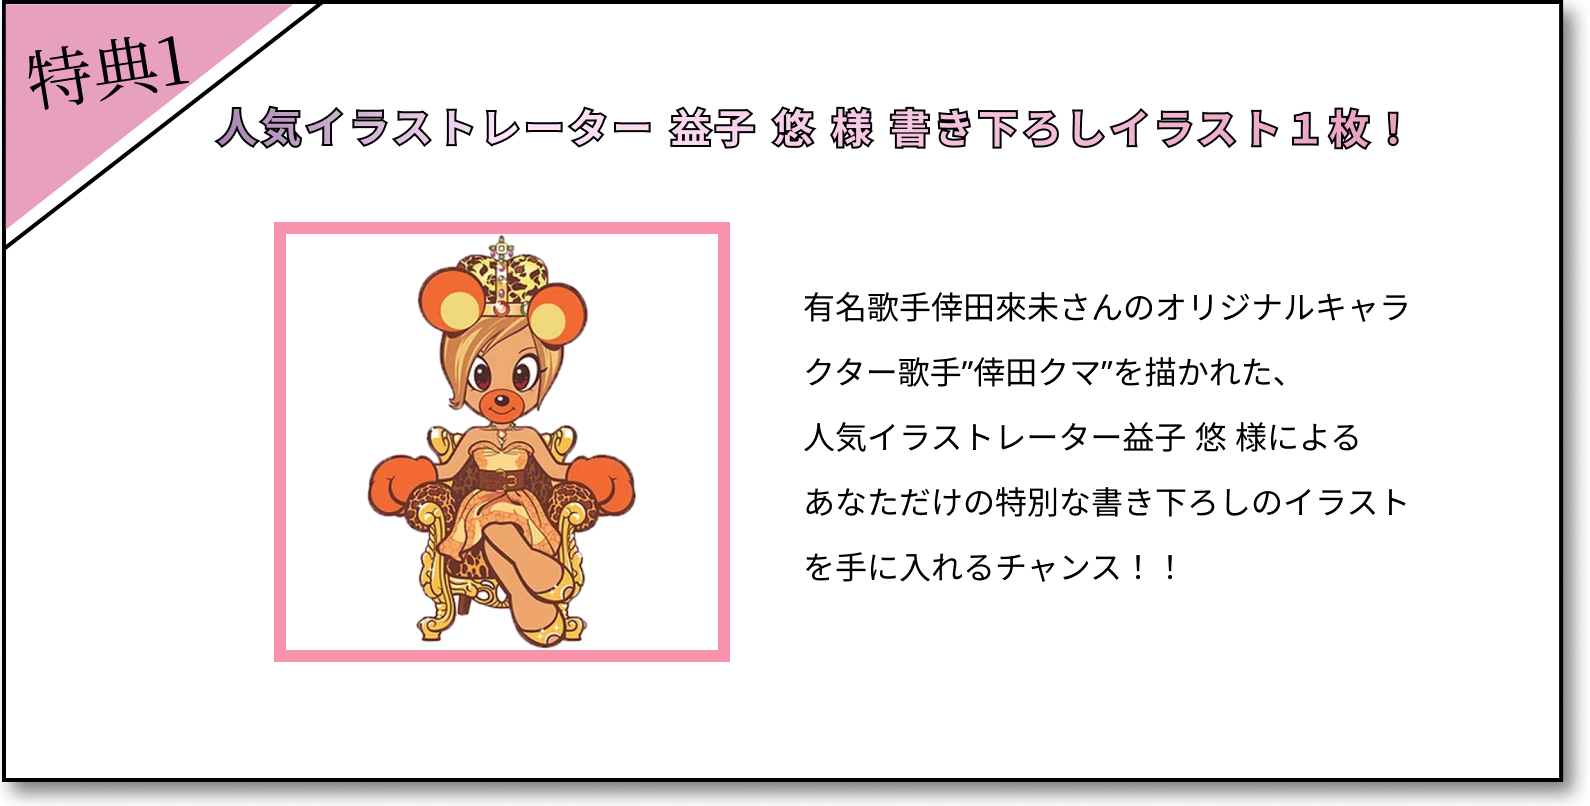 特典1
人気イラストレーター 益子 悠 様 書き下ろしイラスト１枚！
有名歌手倖田來未さんのオリジナルキャラ
クター歌手”倖田クマ”を描かれた、
人気イラストレーター益子 悠 様による
あなただけの特別な書き下ろしのイラスト
を手に入れるチャンス！！